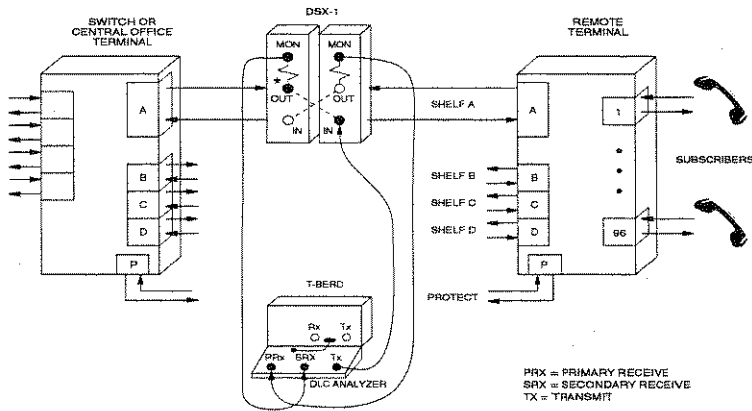 DSX-1
SWITCH OR
CENTRAL OFFICE
TERMINAL
REMOTE
TERMINAL
MON
MON
*
OUT
OUT
IN
IN
A
SHELF A
A
1
SUBSCRIBERS
B
SHELF B
B
C
SHELF C
C
D
SHELF D
D
96
P
PROTECT
P
T-BERD
Rx
Tx
PRx
SRX
Tx
DLC ANALYZER
PRX = PRIMARY RECEIVE
SRX = SECONDARY RECEIVE
TX = TRANSMIT